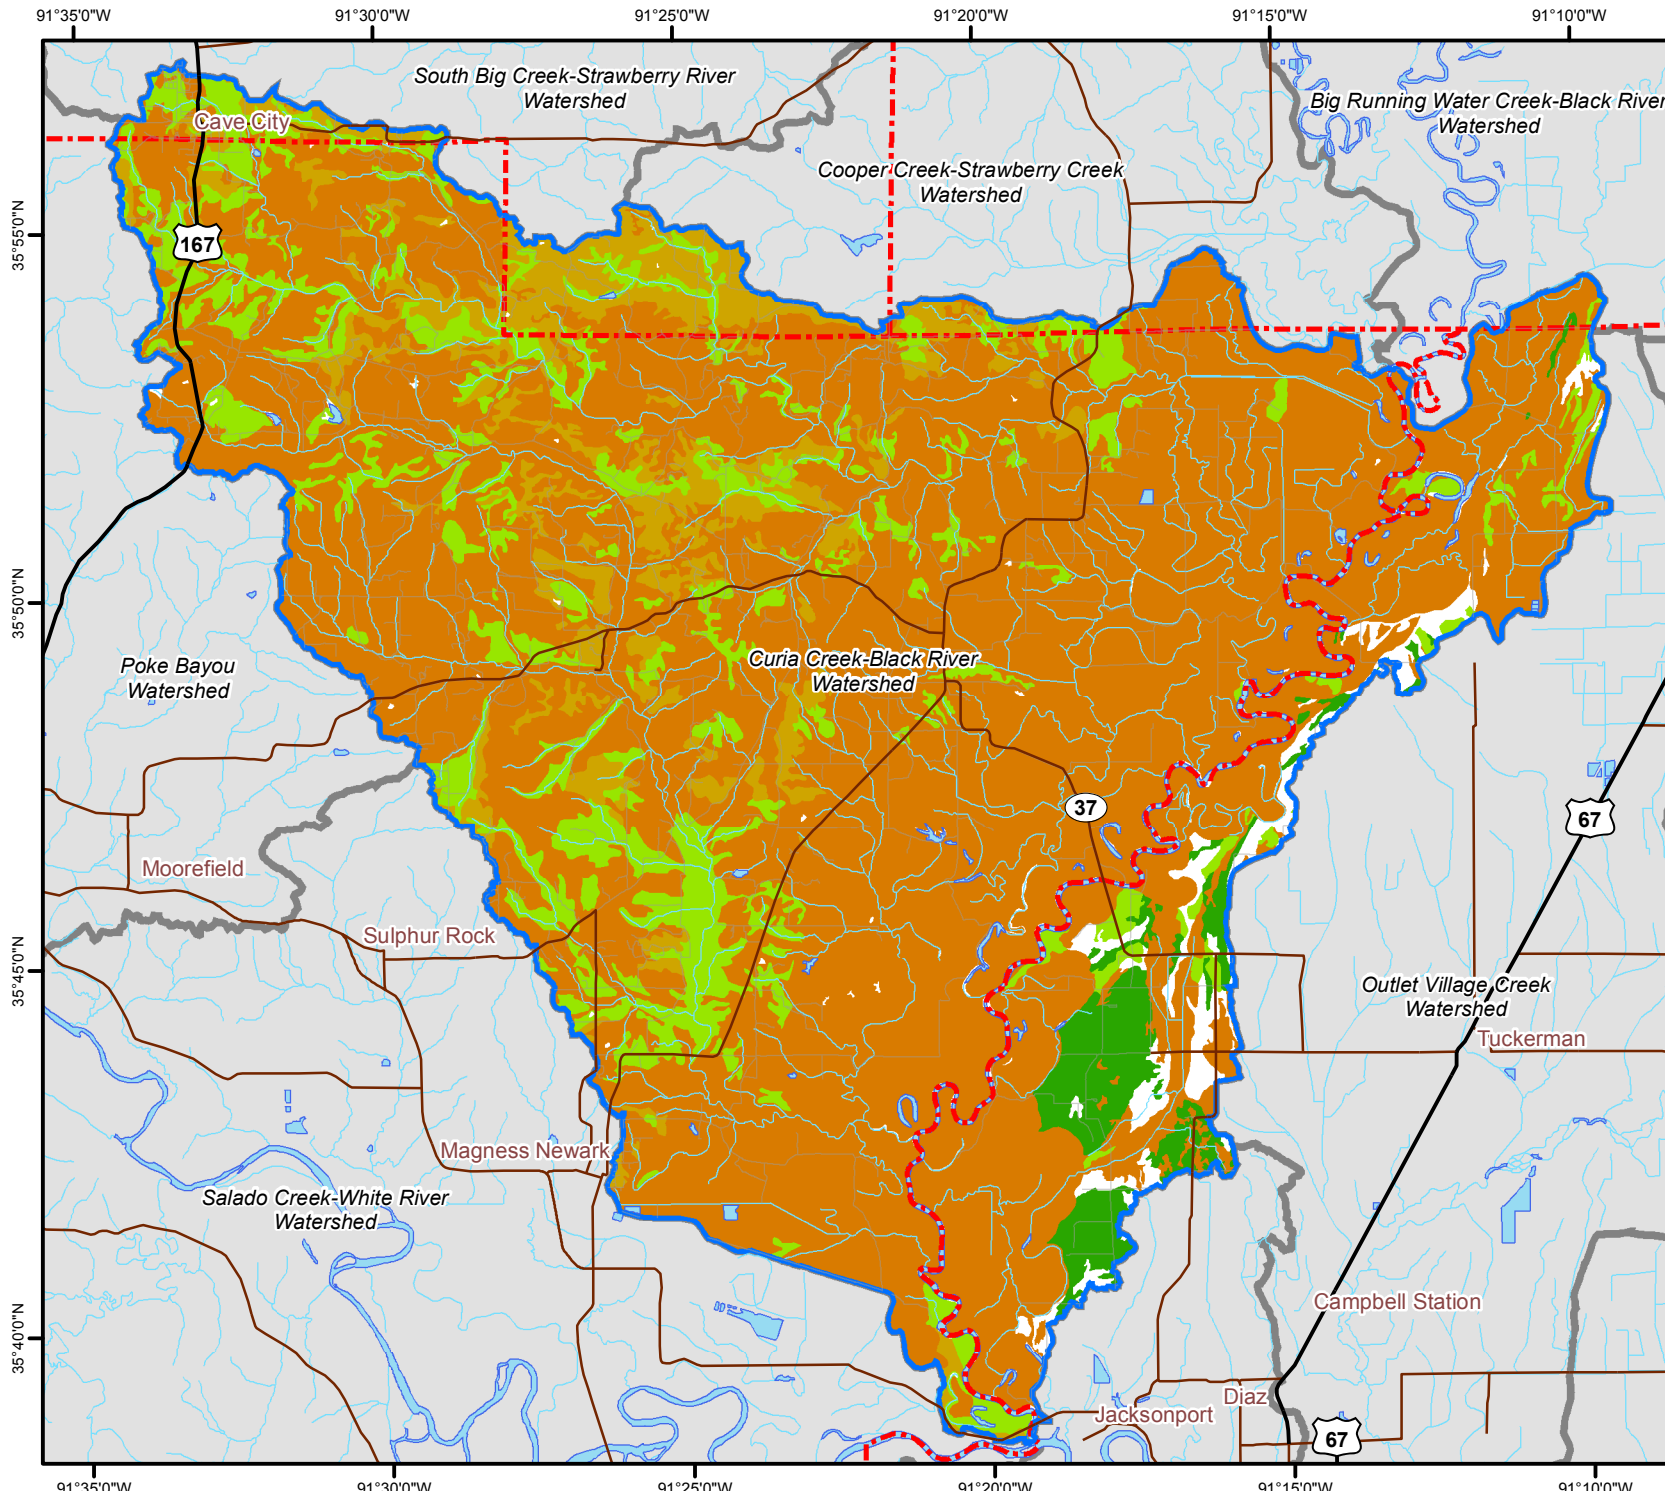 91°35'0"W 91°30'0"W 91°25'0"W 91°20'0"W 91°15'0"W 91°10'0"W
South Big Creek-Strawberry River
Watershed
Big Running Water Creek-Black River
Watershed
Cave City
Cooper Creek-Strawberry Creek
Watershed
35°55'0"N
167
35°50'0"N
Poke Bayou
Watershed
Curia Creek-Black River
Watershed
37
67
Moorefield
Sulphur Rock
35°45'0"N
Outlet Village Creek
Watershed
Tuckerman
Magness Newark
Salado Creek-White River
Watershed
Campbell Station
35°40'0"N
Diaz
Jacksonport
67
91°35'0"W 91°30'0"W 91°25'0"W 91°20'0"W 91°15'0"W 91°10'0"W